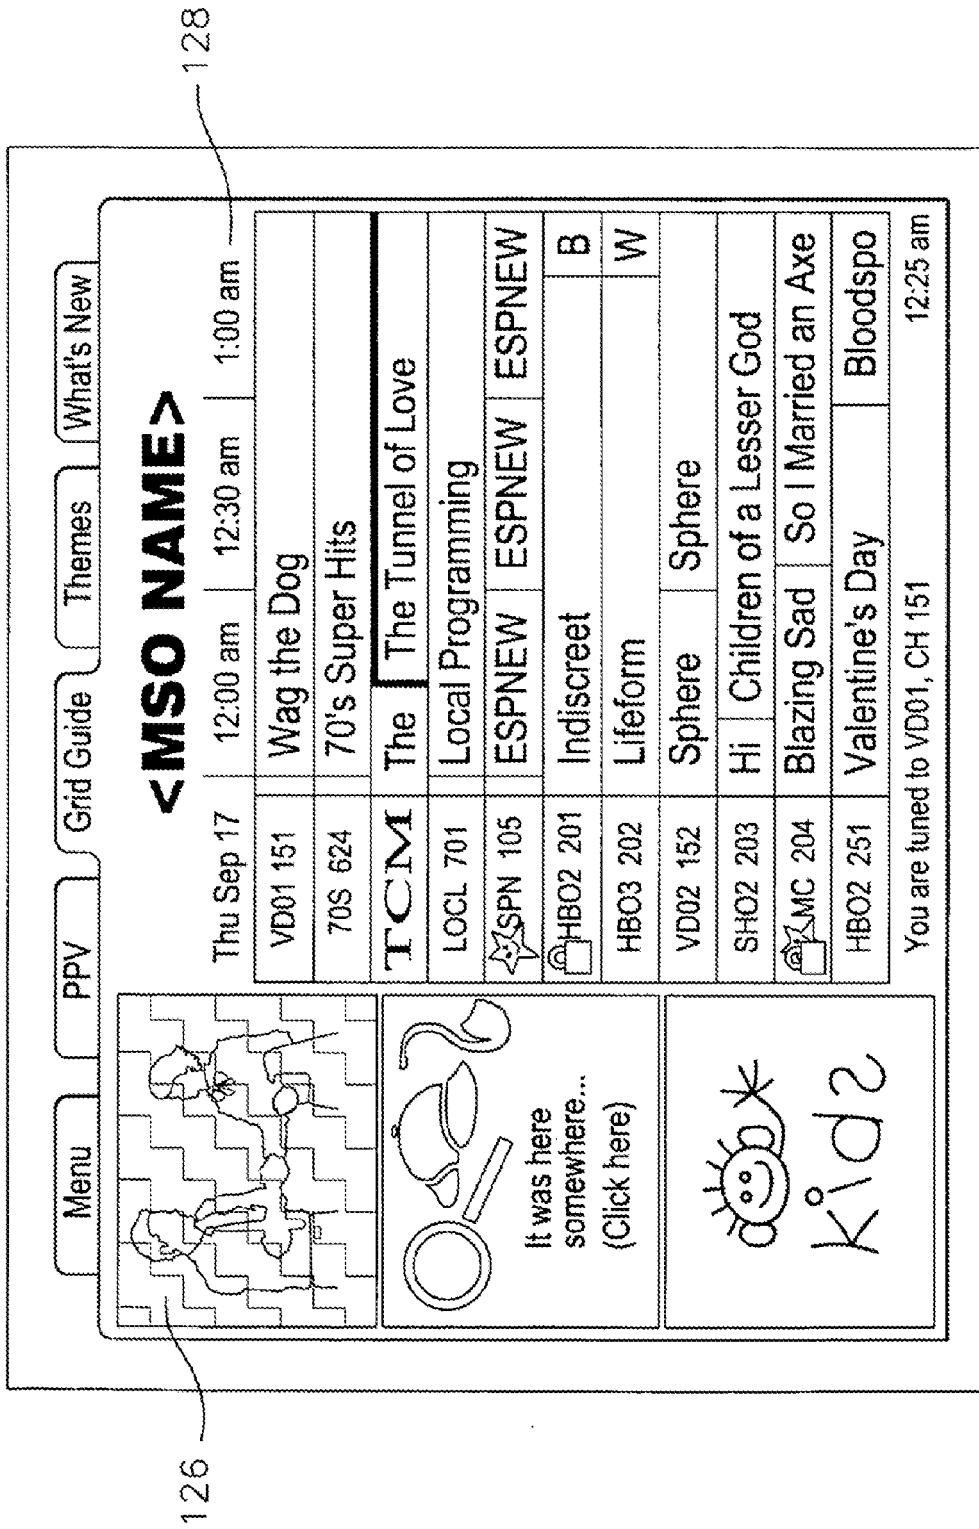 Menu PPV Grid Guide Themes What's New
<MSO NAME>
Thu Sep 17 12:00 am 12:30 am 1:00 am
VD01 151 Wag the Dog
70S 624 70's Super Hits
TCM The The Tunnel of Love
LOCL 701 Local Programming
SPN 105 ESPNEW ESPNEW ESPNEW
HBO2 201 Indiscreet B
HBO3 202 Lifeform W
VD02 152 Sphere Sphere
SHO2 203 Hi Children of a Lesser God
MC 204 Blazing Sad So I Married an Axe
HBO2 251 Valentine's Day Bloodspo
You are tuned to VD01, CH 151 12:25 am
It was here
somewhere...
(Click here)
Kids
126
128